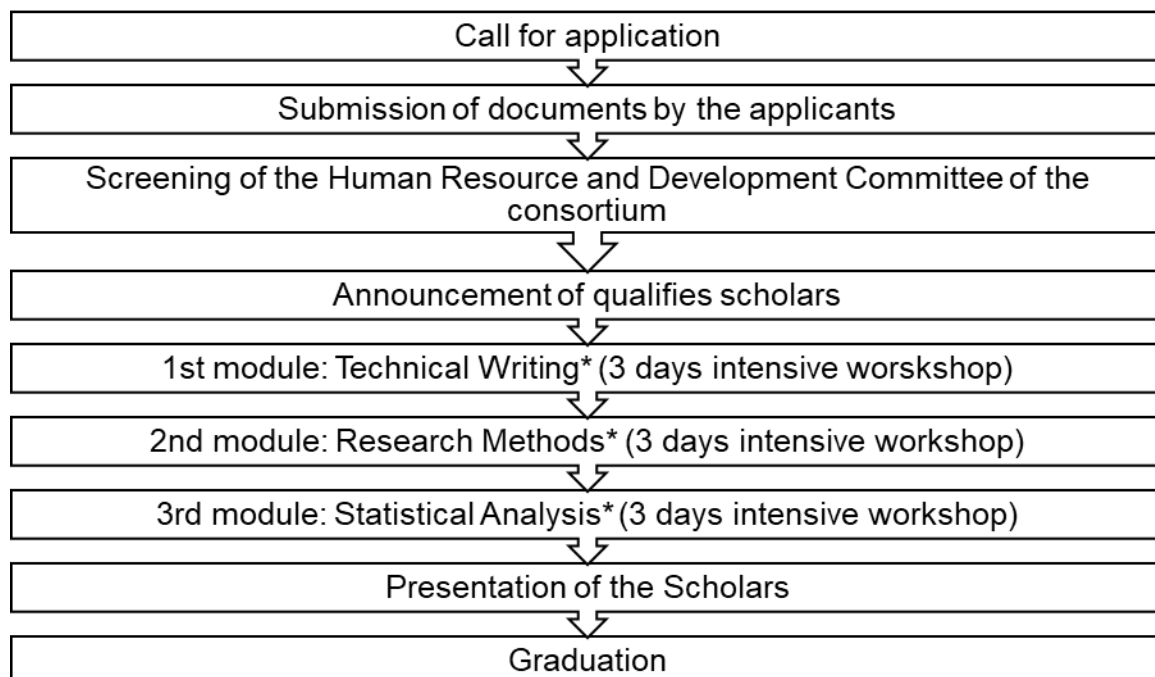 Call for application
Submission of documents by the applicants
Screening of the Human Resource and Development Committee of the
consortium
Announcement of qualifies scholars
1st module: Technical Writing* (3 days intensive worskshop)
2nd module: Research Methods* (3 days intensive workshop)
3rd module: Statistical Analysis* (3 days intensive workshop)
Presentation of the Scholars
Graduation